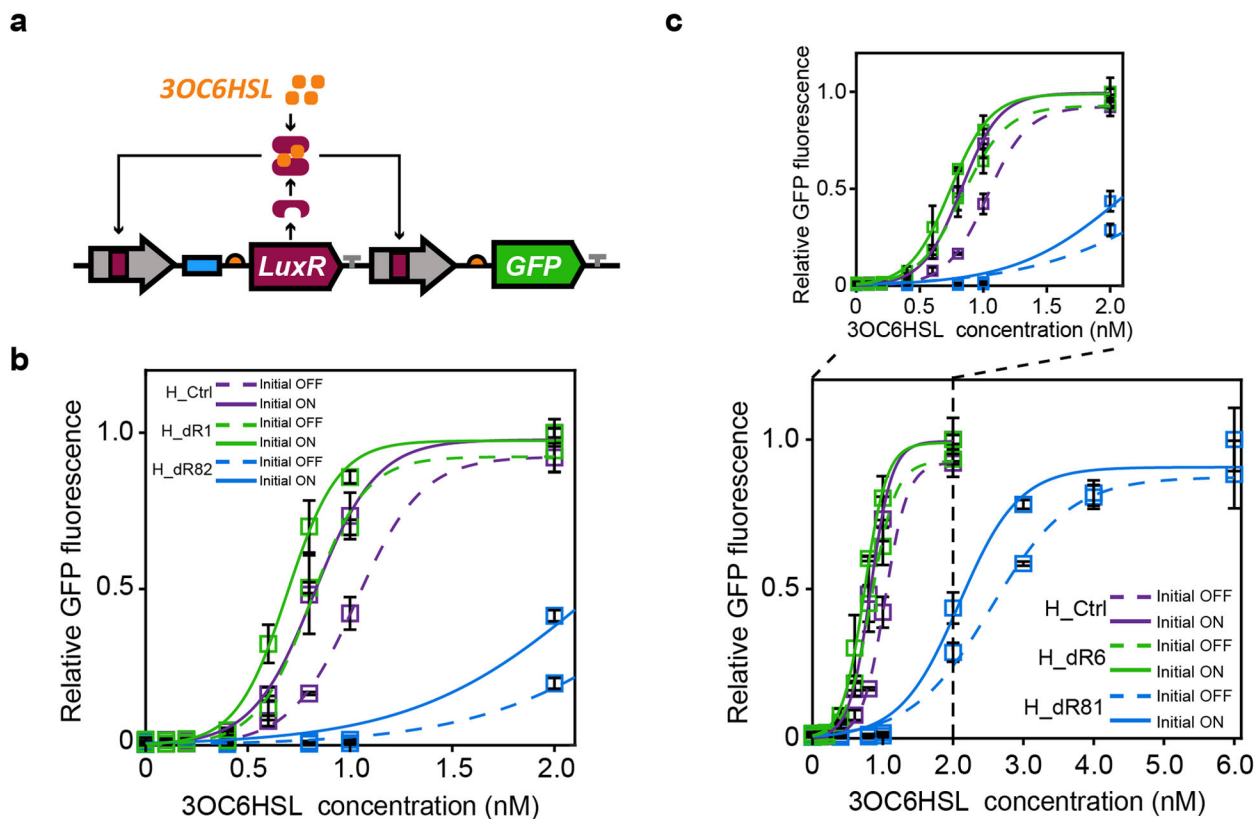 a
3OC6HSL
LuxR
GFP
b
Relative GFP fluorescence
1.0
0.5
0
H_Ctrl
Initial OFF
Initial ON
H_dR1
Initial OFF
Initial ON
H_dR82
Initial OFF
Initial ON
0
0.5
1.0
1.5
2.0
3OC6HSL concentration (nM)
c
Relative GFP fluorescence
1.0
0.5
0
0
0.5
1.0
1.5
2.0
3OC6HSL concentration (nM)
Relative GFP fluorescence
1.0
0.5
0
H_Ctrl
Initial OFF
Initial ON
H_dR6
Initial OFF
Initial ON
H_dR81
Initial OFF
Initial ON
0
1.0
2.0
3.0
4.0
5.0
6.0
3OC6HSL concentration (nM)